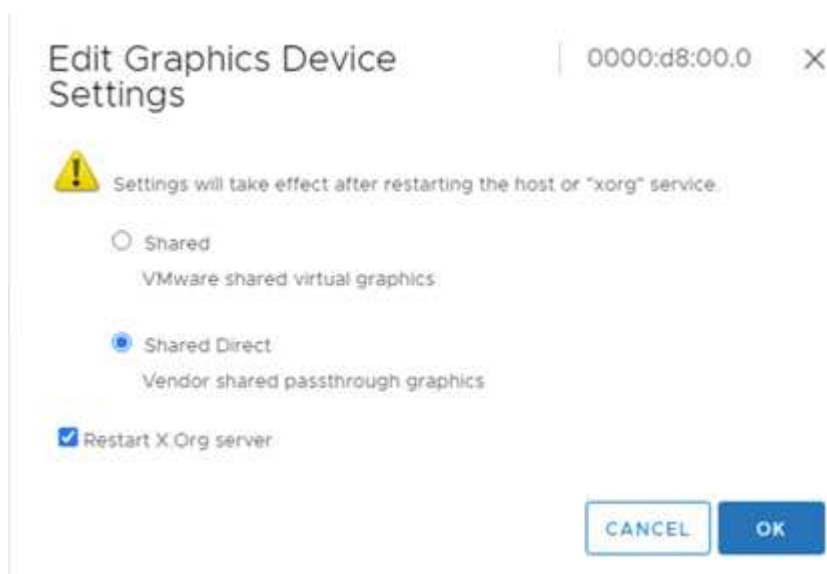 Edit Graphics Device Settings
0000:d8:00.0
Settings will take effect after restarting the host or "xorg" service.
Shared
VMware shared virtual graphics
Shared Direct
Vendor shared passthrough graphics
Restart X.Org server
CANCEL
OK